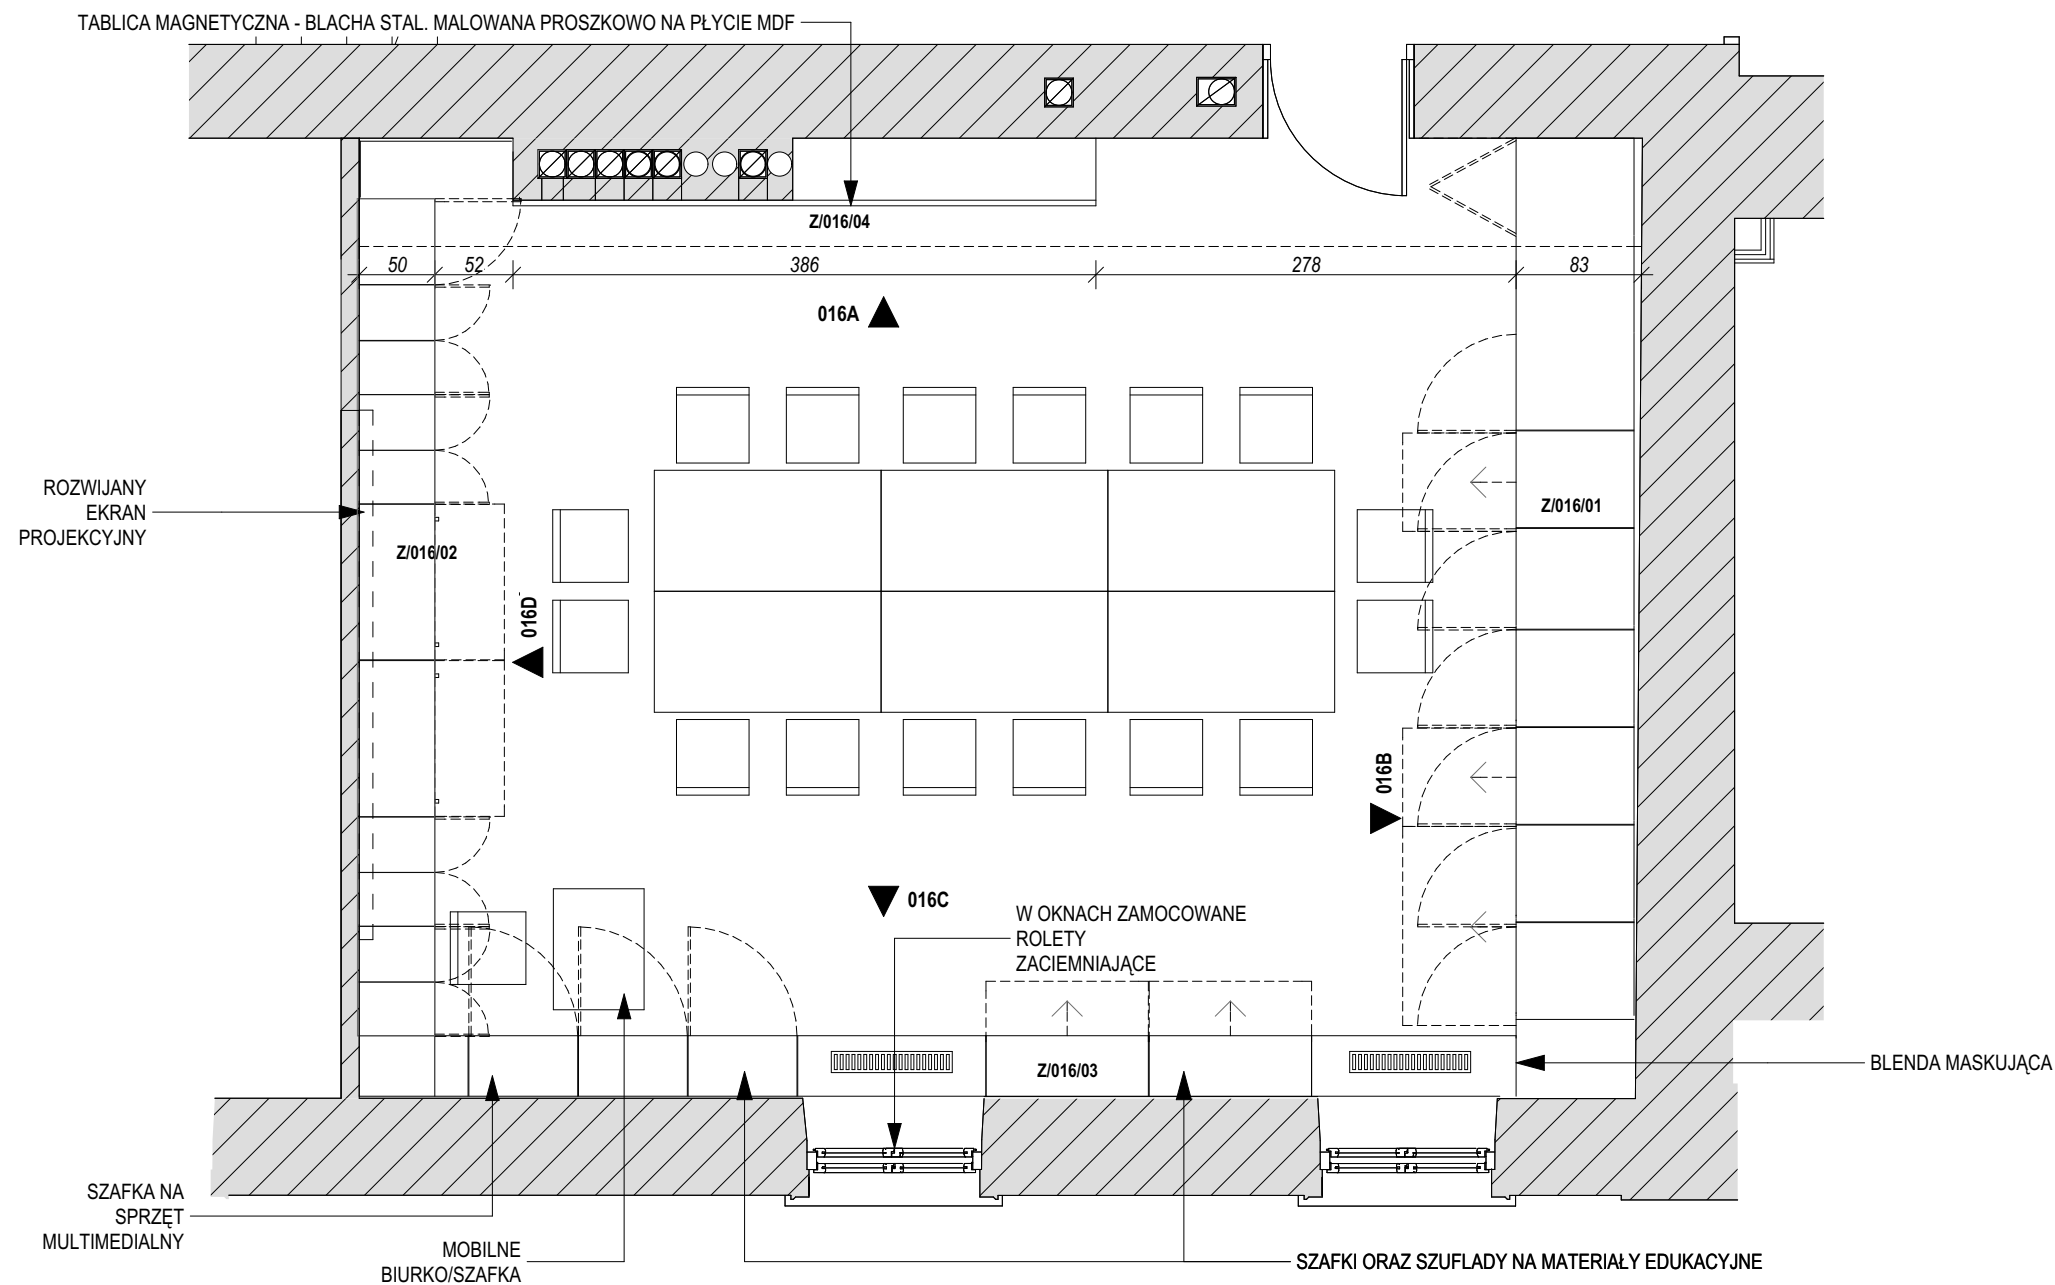 TABLICA MAGNETYCZNA - BLACHA STAL. MALOWANA PROSZKOWO NA PŁYCIE MDF
Z/016/04
50
52
386
278
83
016A
ROZWIJANY
EKRAN
PROJEKCYJNY
Z/016/02
Z/016/01
016D
016B
016C
W OKNACH ZAMOCOWANE
ROLETY
ZACIEMNIAJĄCE
Z/016/03
BLENDA MASKUJĄCA
SZAFKA NA
SPRZĘT
MULTIMEDIALNY
MOBILNE
BIURKO/SZAFKA
SZAFKI ORAZ SZUFLADY NA MATERIAŁY EDUKACYJNE